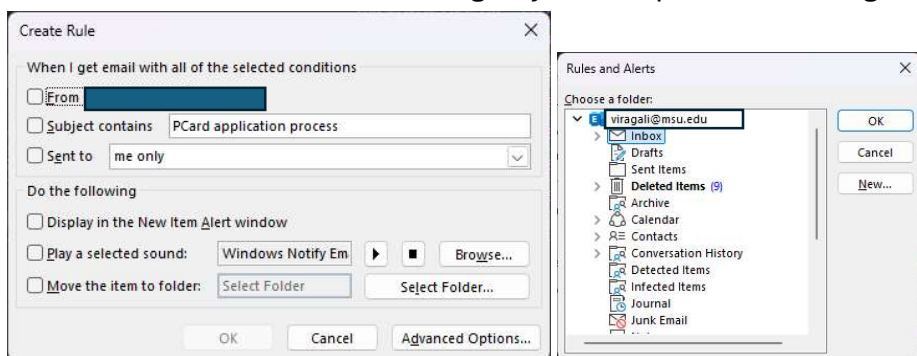 Create Rule
When I get email with all of the selected conditions
From
Subject contains PCard application process
Sent to me only
Do the following
Display in the New Item Alert window
Play a selected sound: Windows Notify Em Browse...
Move the item to folder: Select Folder Select Folder...
OK Cancel Advanced Options...
Rules and Alerts
Choose a folder:
viragali@msu.edu
Inbox
Drafts
Sent Items
Deleted Items (9)
Archive
Calendar
Contacts
Conversation History
Detected Items
Infected Items
Journal
Junk Email
OK
Cancel
New...